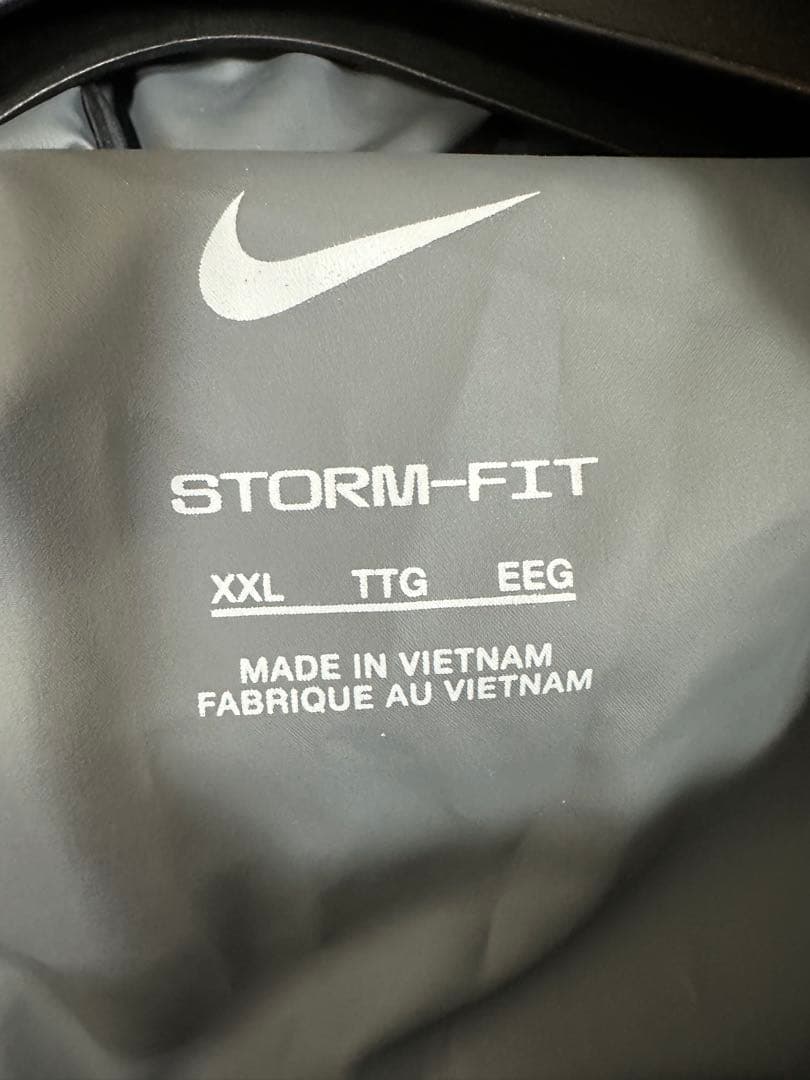 STORM-FIT
XXL TTG EEG
MADE IN VIETNAM
FABRIQUE AU VIETNAM